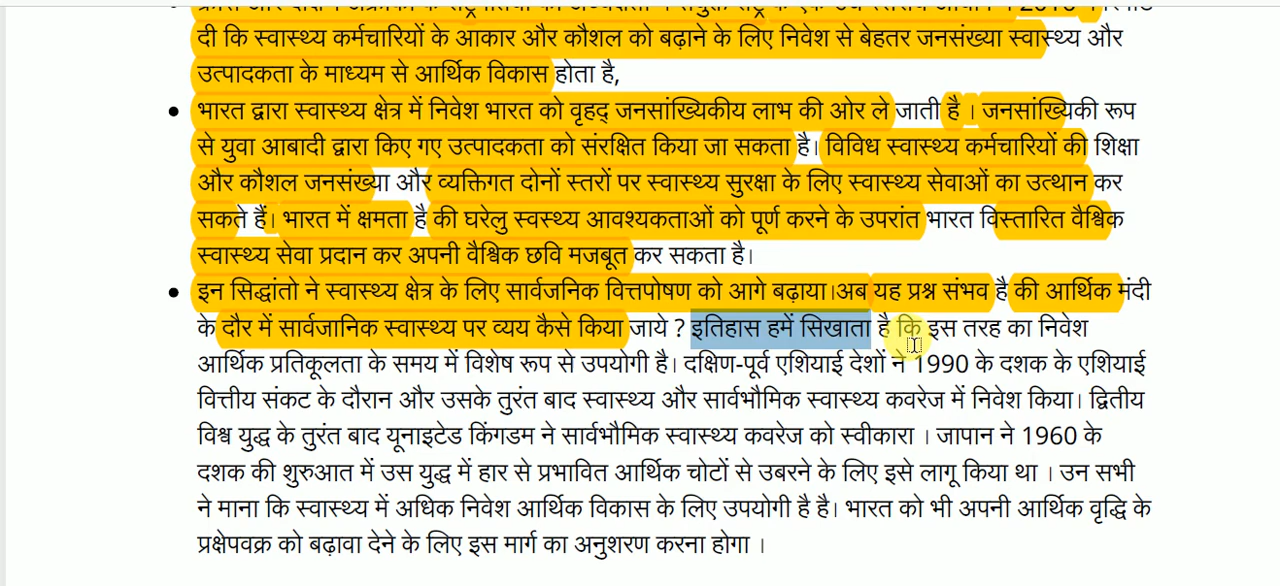 दी कि स्वास्थ्य कर्मचारियों के आकार और कौशल को बढ़ाने के लिए निवेश से बेहतर जनसंख्या स्वास्थ्य और
उत्पादकता के माध्यम से आर्थिक विकास होता है,
भारत द्वारा स्वास्थ्य क्षेत्र में निवेश भारत को वृहद् जनसांख्यिकीय लाभ की ओर ले जाती है । जनसांख्यिकी रूप
से युवा आबादी द्वारा किए गए उत्पादकता को संरक्षित किया जा सकता है। विविध स्वास्थ्य कर्मचारियों की शिक्षा
और कौशल जनसंख्या और व्यक्तिगत दोनों स्तरों पर स्वास्थ्य सुरक्षा के लिए स्वास्थ्य सेवाओं का उत्थान कर
सकते हैं। भारत में क्षमता है की घरेलु स्वस्थ्य आवश्यकताओं को पूर्ण करने के उपरांत भारत विस्तारित वैश्विक
स्वास्थ्य सेवा प्रदान कर अपनी वैश्विक छवि मजबूत कर सकता है।
इन सिद्धांतो ने स्वास्थ्य क्षेत्र के लिए सार्वजनिक वित्तपोषण को आगे बढ़ाया।अब यह प्रश्न संभव है की आर्थिक मंदी
के दौर में सार्वजानिक स्वास्थ्य पर व्यय कैसे किया जाये ? इतिहास हमें सिखाता है कि इस तरह का निवेश
आर्थिक प्रतिकूलता के समय में विशेष रूप से उपयोगी है। दक्षिण-पूर्व एशियाई देशों ने 1990 के दशक के एशियाई
वित्तीय संकट के दौरान और उसके तुरंत बाद स्वास्थ्य और सार्वभौमिक स्वास्थ्य कवरेज में निवेश किया। द्वितीय
विश्व युद्ध के तुरंत बाद यूनाइटेड किंगडम ने सार्वभौमिक स्वास्थ्य कवरेज को स्वीकारा । जापान ने 1960 के
दशक की शुरुआत में उस युद्ध में हार से प्रभावित आर्थिक चोटों से उबरने के लिए इसे लागू किया था । उन सभी
ने माना कि स्वास्थ्य में अधिक निवेश आर्थिक विकास के लिए उपयोगी है है। भारत को भी अपनी आर्थिक वृद्धि के
प्रक्षेपवक्र को बढ़ावा देने के लिए इस मार्ग का अनुशरण करना होगा ।